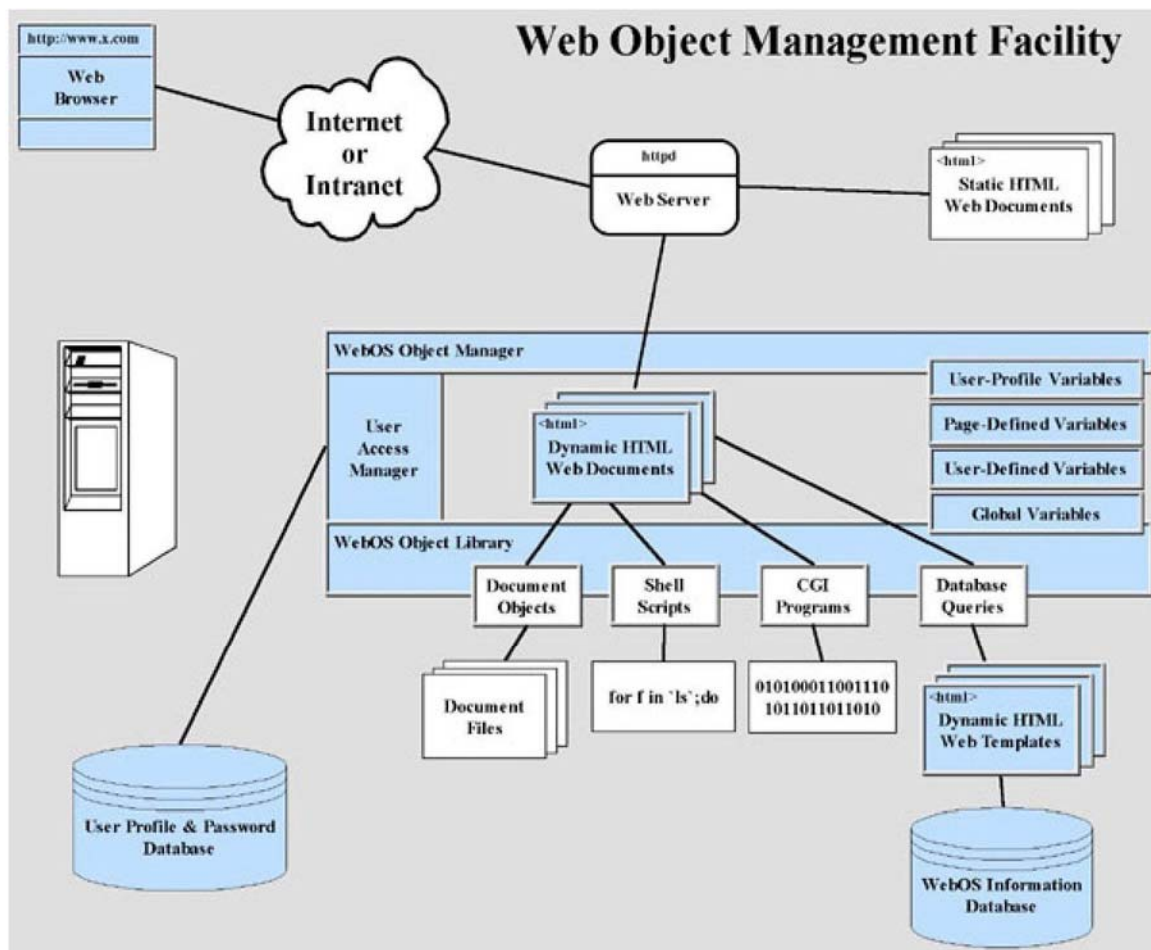 http://www.x.com
Web
Browser
Web Object Management Facility
Internet
or
Intranet
httpd
Web Server
<html>
Static HTML
Web Documents
WebOS Object Manager
User
Access
Manager
<html>
Dynamic HTML
Web Documents
User-Profile Variables
Page-Defined Variables
User-Defined Variables
Global Variables
WebOS Object Library
Document
Objects
Shell
Scripts
CGI
Programs
Database
Queries
Document
Files
for f in `ls`;do
010100011001110
1011011011010
<html>
Dynamic HTML
Web Templates
User Profile & Password
Database
WebOS Information
Database